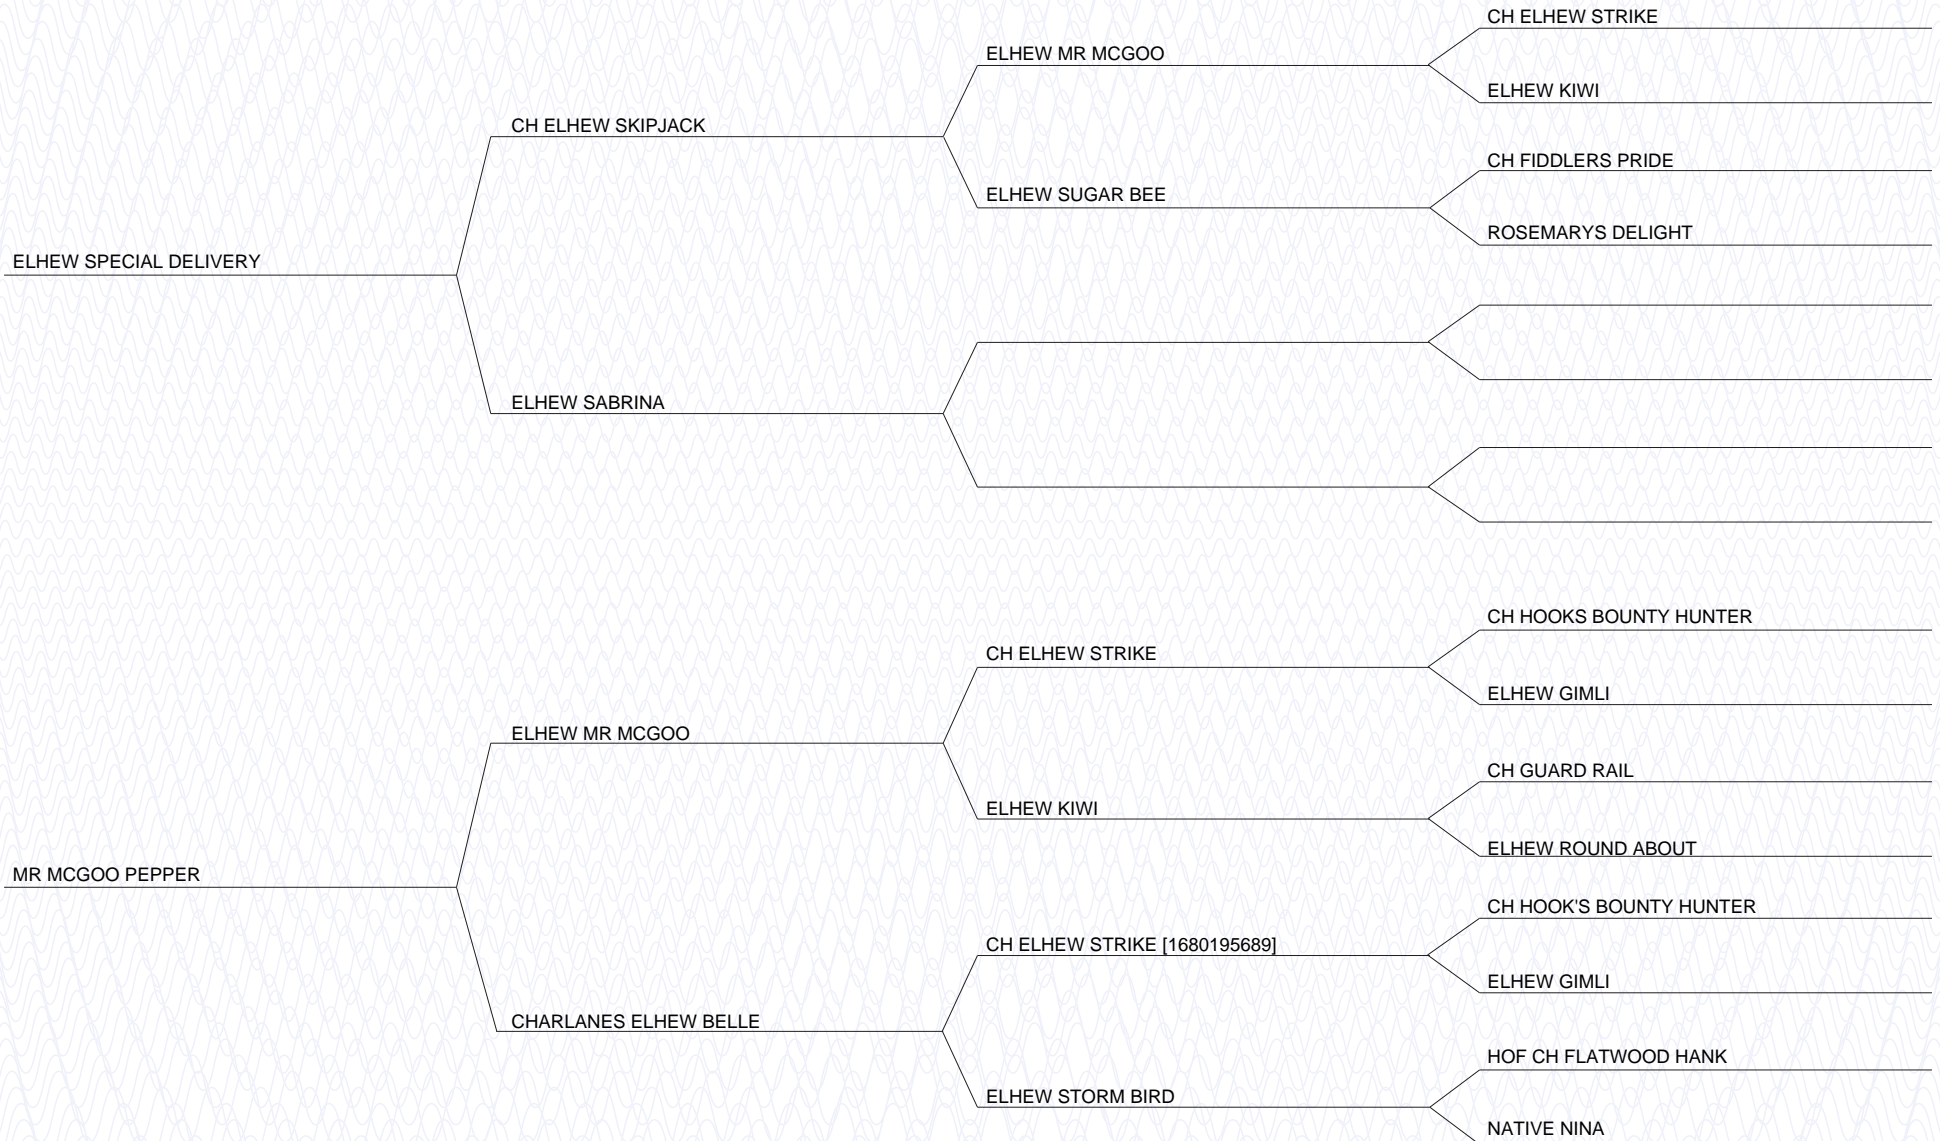 CH ELHEW STRIKE
ELHEW MR MCGOO
ELHEW KIWI
CH ELHEW SKIPJACK
CH FIDDLERS PRIDE
ELHEW SUGAR BEE
ROSEMARYS DELIGHT
ELHEW SPECIAL DELIVERY
ELHEW SABRINA
CH HOOKS BOUNTY HUNTER
CH ELHEW STRIKE
ELHEW GIMLI
ELHEW MR MCGOO
CH GUARD RAIL
ELHEW KIWI
ELHEW ROUND ABOUT
MR MCGOO PEPPER
CH HOOK'S BOUNTY HUNTER
CH ELHEW STRIKE [1680195689]
ELHEW GIMLI
CHARLANES ELHEW BELLE
HOF CH FLATWOOD HANK
ELHEW STORM BIRD
NATIVE NINA